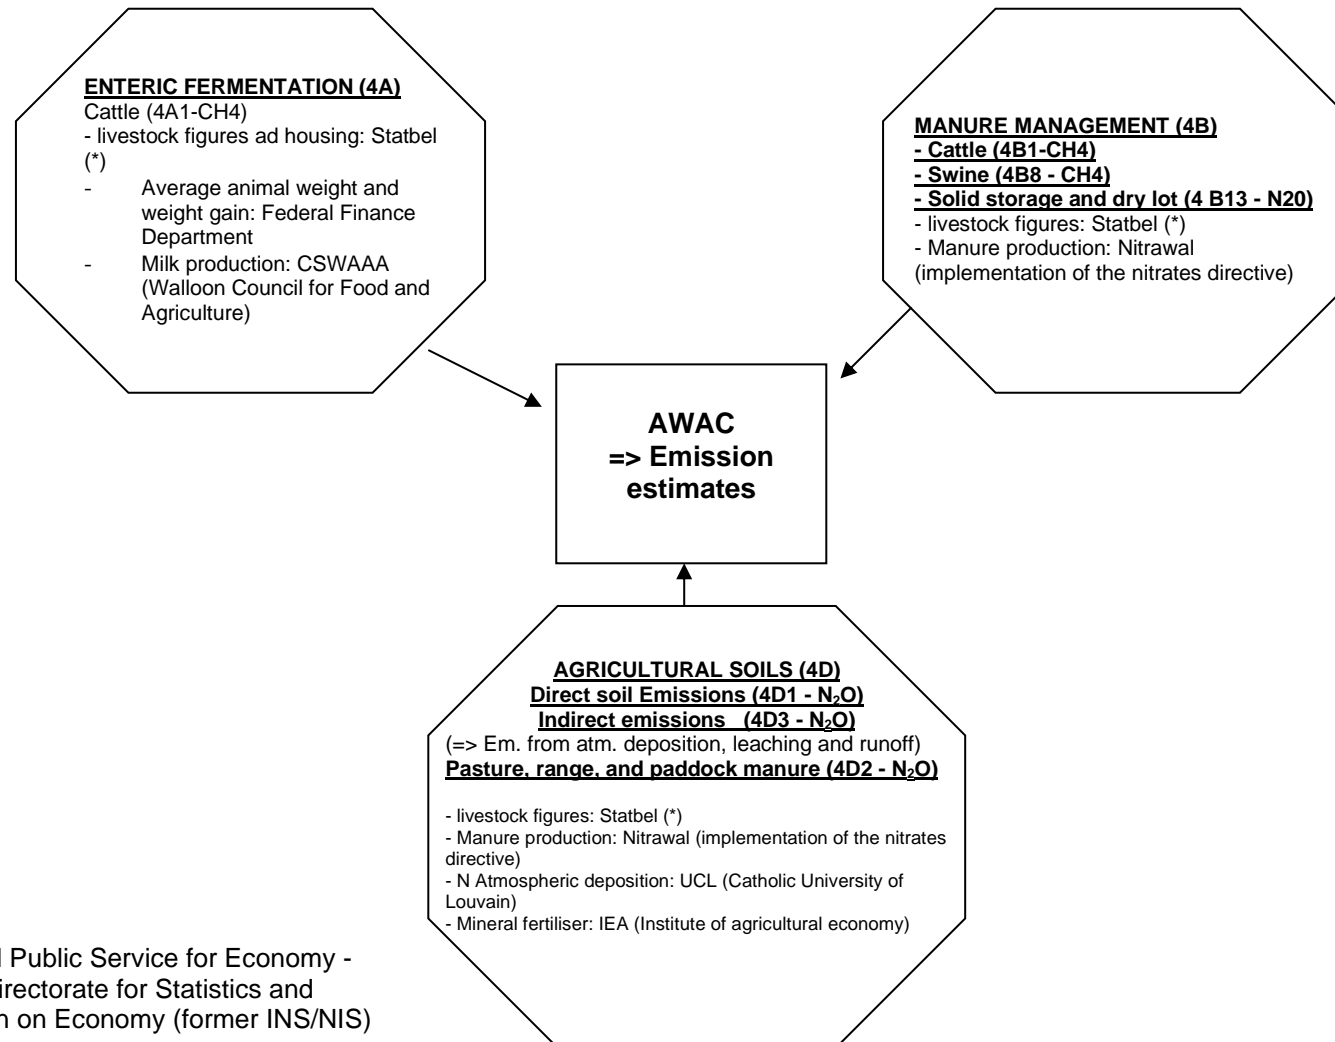 ENTERIC FERMENTATION (4A)
Cattle (4A1-CH4)
- livestock figures ad housing: Statbel
(*)
- Average animal weight and
weight gain: Federal Finance
Department
- Milk production: CSWAAA
(Walloon Council for Food and
Agriculture)
MANURE MANAGEMENT (4B)
- Cattle (4B1-CH4)
- Swine (4B8 - CH4)
- Solid storage and dry lot (4 B13 - N20)
- livestock figures: Statbel (*)
- Manure production: Nitrawal
(implementation of the nitrates directive)
AWAC
=> Emission
estimates
AGRICULTURAL SOILS (4D)
Direct soil Emissions (4D1 - N₂O)
Indirect emissions (4D3 - N₂O)
(=> Em. from atm. deposition, leaching and runoff)
Pasture, range, and paddock manure (4D2 - N₂O)
- livestock figures: Statbel (*)
- Manure production: Nitrawal (implementation of the nitrates
directive)
- N Atmospheric deposition: UCL (Catholic University of
Louvain)
- Mineral fertiliser: IEA (Institute of agricultural economy)
Public Service for Economy -
Statistics and
on Economy (former INS/NIS)